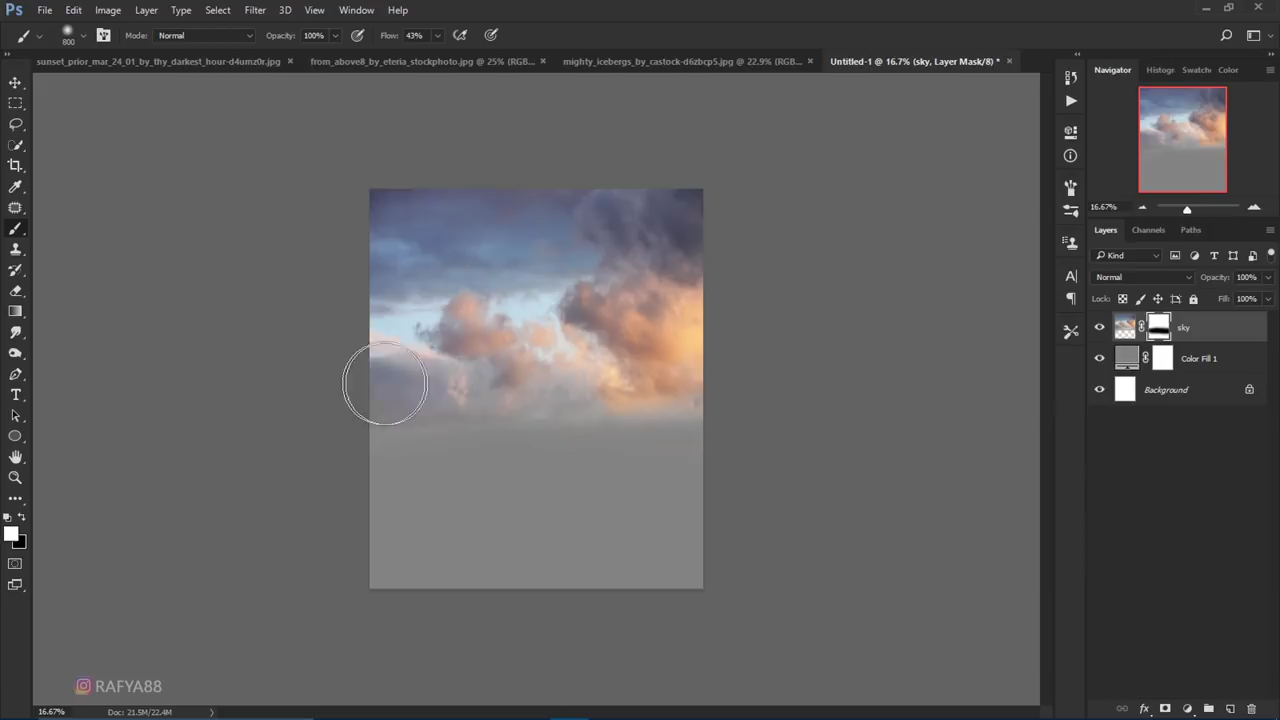 Ps File Edit Image Layer Type Select Filter 3D View Window Help
800 Mode: Normal Opacity: 100% Flow: 43%
sunset_prior_mar_24_01_by_thy_darkest_hour-d4umz0r.jpg from_above8_by_eteria_stockphoto.jpg @ 25% (RGB... mighty_icebergs_by_castock-d6zbcp5.jpg @ 22.9% (RGB... Untitled-1 @ 16.7% (sky, Layer Mask/8) *
Navigator Histogr Swatch Color
16.67%
Layers Channels Paths
Kind
Normal Opacity: 100%
Lock: Fill: 100%
sky
Color Fill 1
Background
RAFYA88
16.67% Doc: 21.5M/22.4M
fx